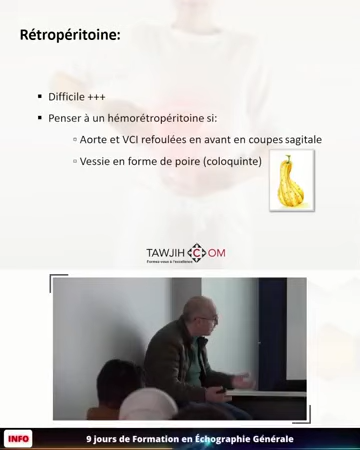 Rétropéritoine:
▪ Difficile +++
▪ Penser à un hémorétropéritoine si:
▫ Aorte et VCI refoulées en avant en coupes sagitale
▫ Vessie en forme de poire (coloquinte)
TAWJIH C OM
Formez-vous à l'excellence
INFO
9 jours de Formation en Échographie Générale